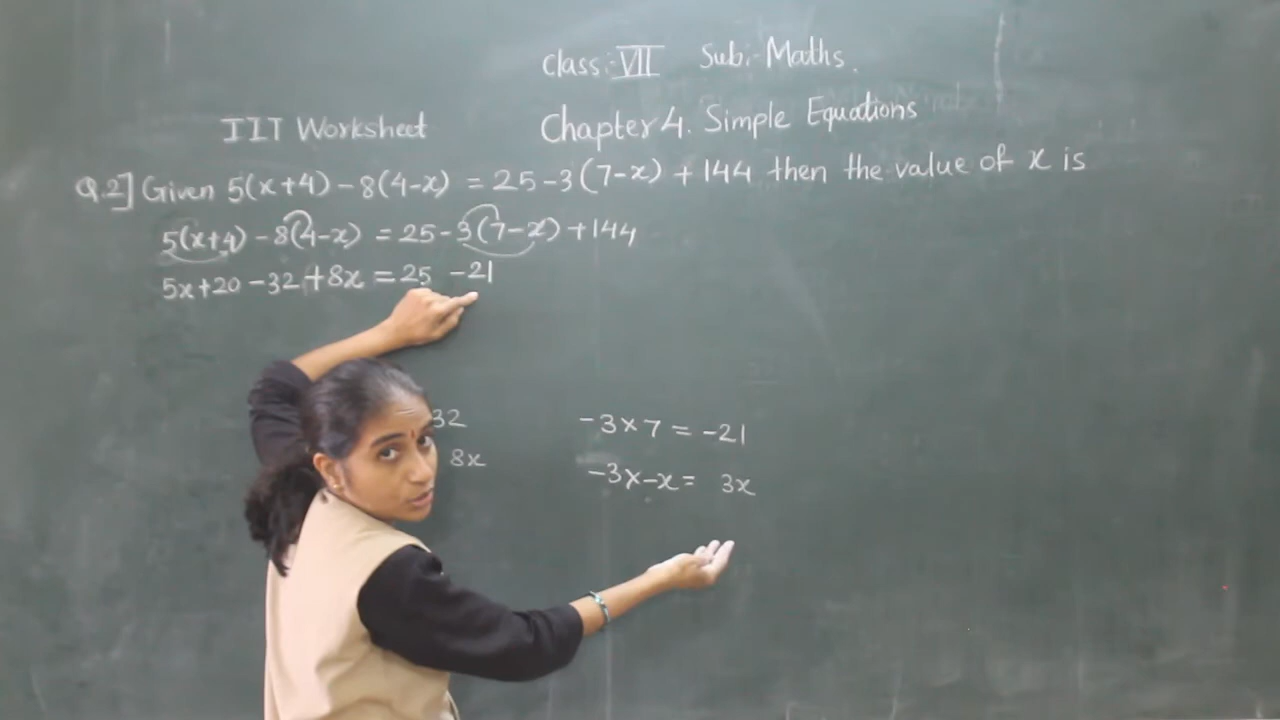 Class:- VII Sub:- Maths.
IIT Worksheet Chapter 4. Simple Equations
Q.2] Given 5(x+4) - 8(4-x) = 25 - 3(7-x) + 144 then the value of x is
5(x+4) - 8(4-x) = 25 - 3(7-x) + 144
5x+20 -32 +8x = 25 -21
32 -3×7 = -21
8x -3×-x = 3x